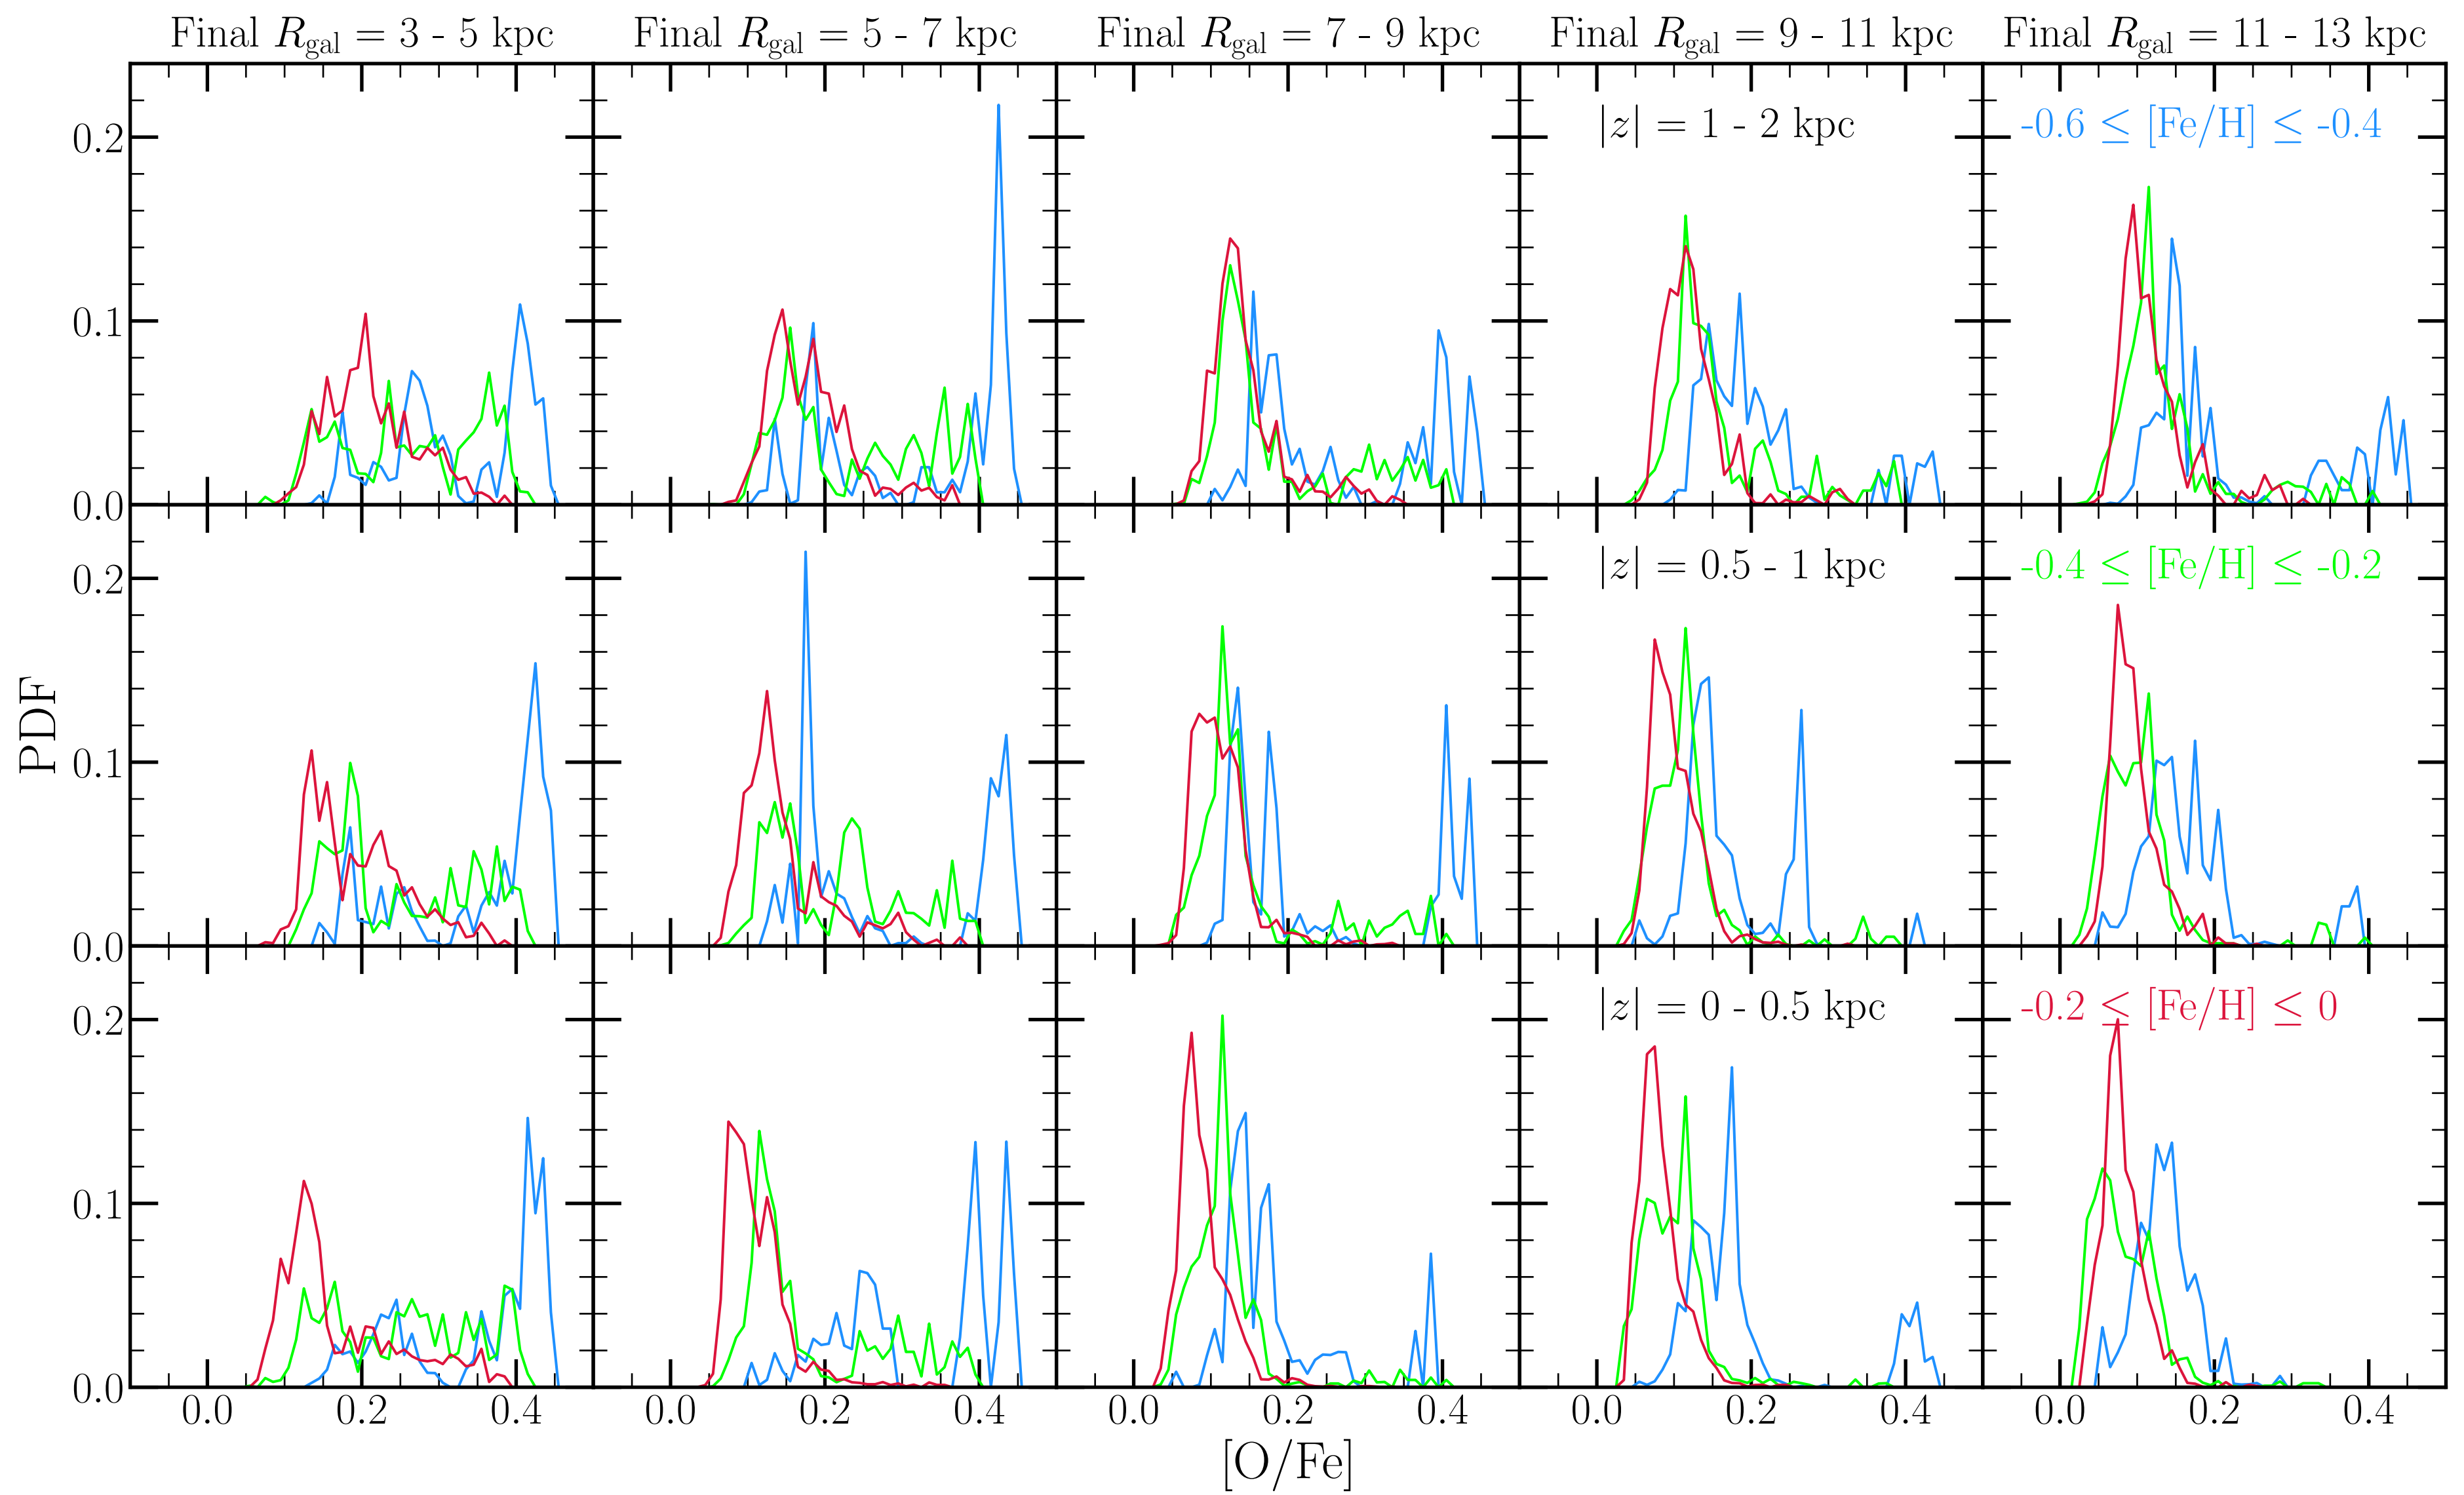 Final R_gal = 3 - 5 kpc
Final R_gal = 5 - 7 kpc
Final R_gal = 7 - 9 kpc
Final R_gal = 9 - 11 kpc
Final R_gal = 11 - 13 kpc
0.2
0.1
0.0
|z| = 1 - 2 kpc
-0.6 ≤ [Fe/H] ≤ -0.4
PDF
0.2
0.1
0.0
|z| = 0.5 - 1 kpc
-0.4 ≤ [Fe/H] ≤ -0.2
0.2
0.1
0.0
|z| = 0 - 0.5 kpc
-0.2 ≤ [Fe/H] ≤ 0
0.0 0.2 0.4
0.0 0.2 0.4
0.0 0.2 0.4
0.0 0.2 0.4
0.0 0.2 0.4
[O/Fe]